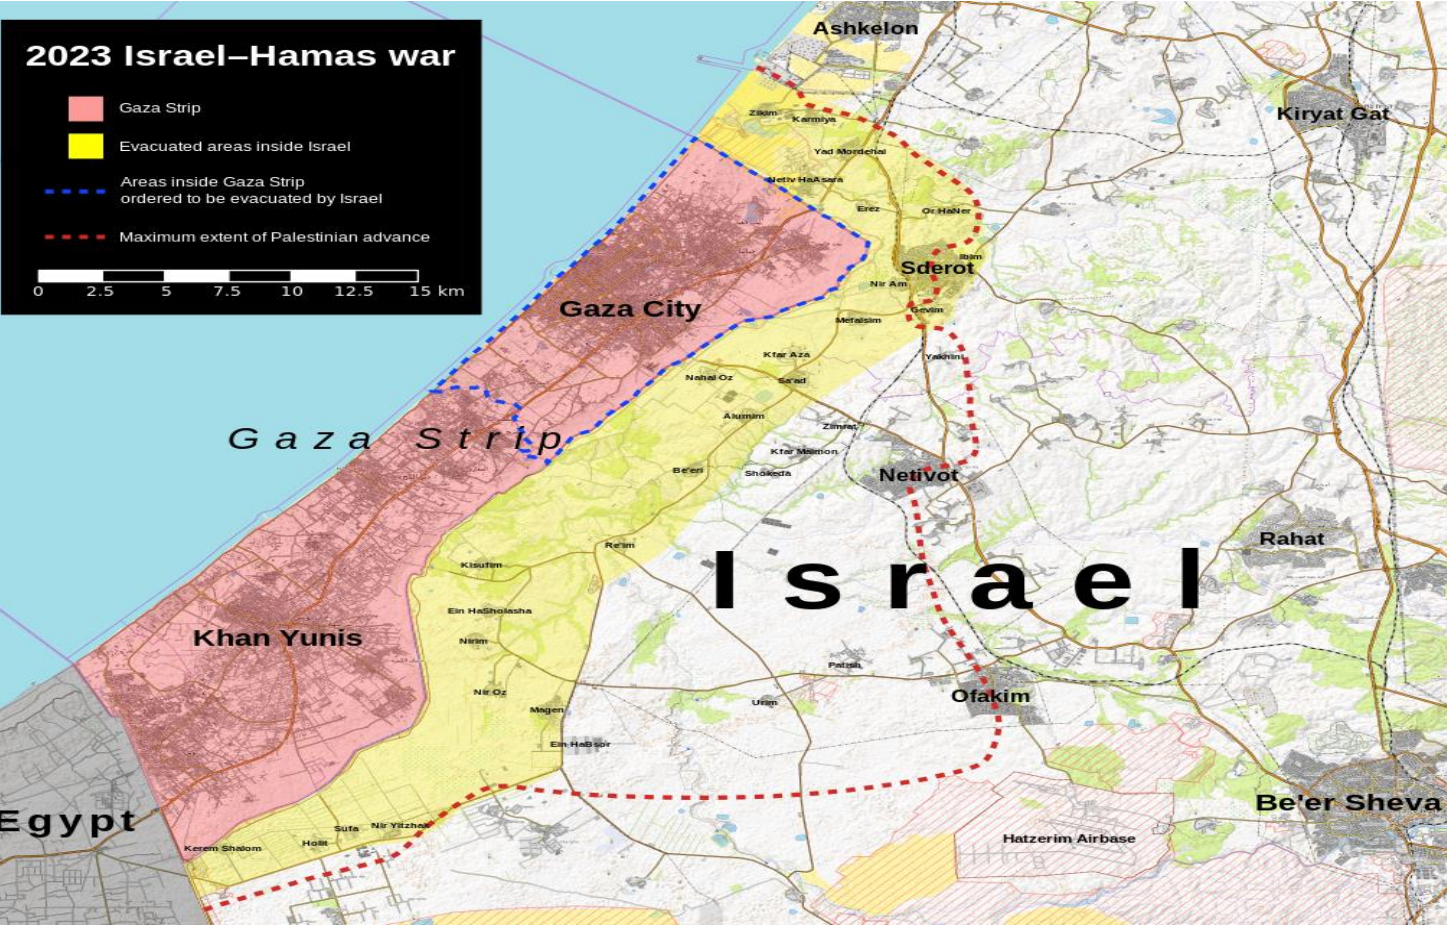 2023 Israel–Hamas war
Gaza Strip
Evacuated areas inside Israel
Areas inside Gaza Strip
ordered to be evacuated by Israel
Maximum extent of Palestinian advance
0 2.5 5 7.5 10 12.5 15 km
Ashkelon
Kiryat Gat
Zikim
Karmiya
Yad Mordehai
Netiv HaAsara
Erez
Or HaNer
Ibim
Sderot
Nir Am
Gevim
Gaza City
Mefalsim
Kfar Aza
Yakhini
Nahal Oz
Sa'ad
Alumim
Zimrat
Gaza Strip
Kfar Maimon
Be'eri
Shokeda
Netivot
Rahat
Re'im
Kisufim
Israel
Ein HaSholasha
Khan Yunis
Nirim
Patish
Nir Oz
Ofakim
Urim
Magen
Ein HaBsor
Be'er Sheva
Egypt
Nir Yitzhak
Sufa
Hatzerim Airbase
Holit
Kerem Shalom